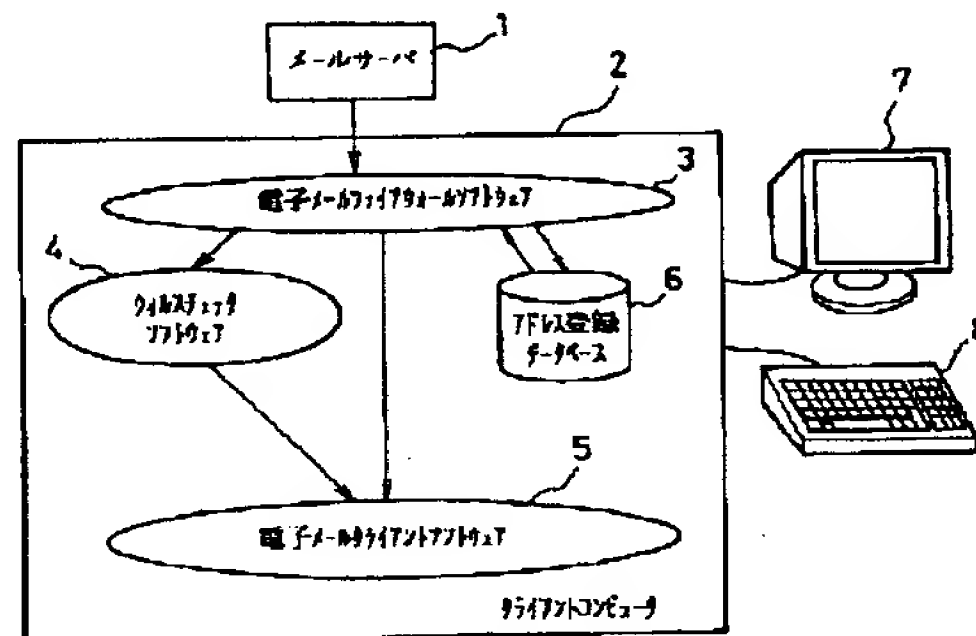 1
メールサーバ
2
7
3
電子メールファイアウォールソフトウェア
4
ウィルスチェック
ソフトウェア
6
アドレス登録
データベース
8
5
電子メールクライアントソフトウェア
クライアントコンピュータ